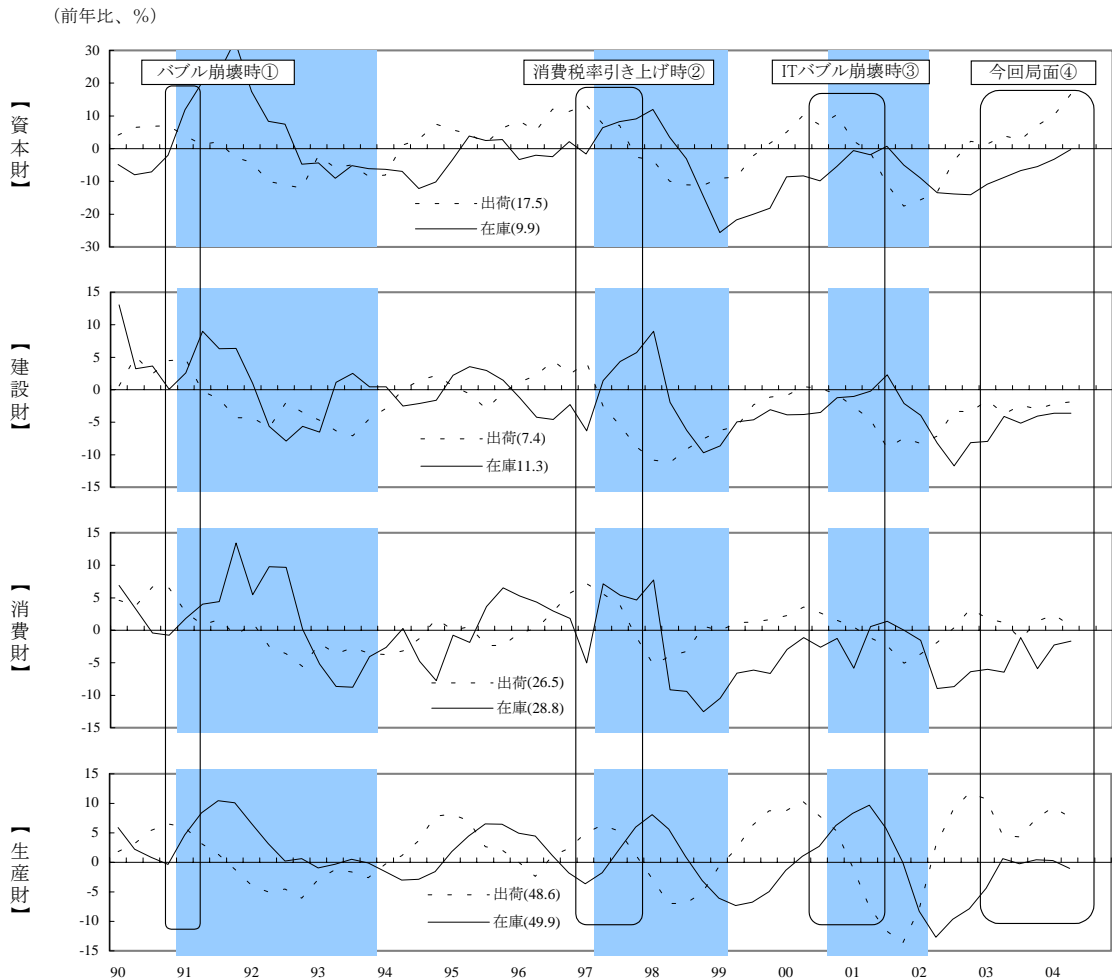 (前年比、%)
バブル崩壊時①
消費税率引き上げ時②
ITバブル崩壊時③
今回局面④
【資本財】
30
20
10
0
-10
-20
-30
出荷(17.5)
在庫(9.9)
【建設財】
15
10
5
0
-5
-10
-15
出荷(7.4)
在庫11.3)
【消費財】
15
10
5
0
-5
-10
-15
出荷(26.5)
在庫(28.8)
【生産財】
15
10
5
0
-5
-10
-15
出荷(48.6)
在庫(49.9)
90 91 92 93 94 95 96 97 98 99 00 01 02 03 04